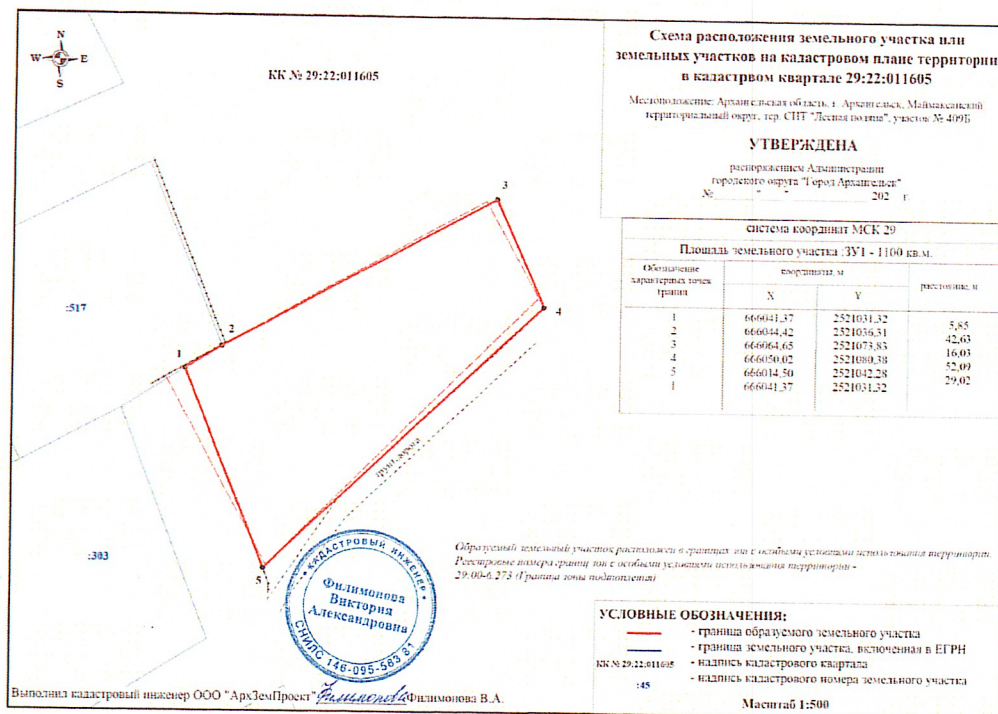 N
W E
S
КК № 29:22:011605
Схема расположения земельного участка или
земельных участков на кадастровом плане территории
в кадастрвом квартале 29:22:011605
Местоположение: Архангельская область, г. Архангельск, Маймаксанский
территориальный округ, тер. СНТ "Лесная поляна", участок № 409Б
УТВЕРЖДЕНА
распоряжением Администрации
городского округа "Город Архангельск"
№ ______ " ___ " ____________ 202 г.
система координат МСК 29
Площадь земельного участка :ЗУ1 - 1100 кв.м.
Обозначение характерных точек границ координаты, м расстояние, м
X Y
1 666041,37 2521031,32
5,85
2 666044,42 2521036,31
42,63
3 666064,65 2521073,83
16,03
4 666050,02 2521080,38
52,09
5 666014,50 2521042,28
29,02
1 666041,37 2521031,32
3
4
:517
2
1
грунт. дорога
:303
5
КАДАСТРОВЫЙ ИНЖЕНЕР
Филимонова
Виктория
Александровна
СНИЛС 146-095-563 81
Образуемый земельный участок расположен в границах зон с особыми условиями использования территории.
Реестровые номера границ зон с особыми условиями использования территории -
29:00-6.273 (Граница зоны подтопления)
УСЛОВНЫЕ ОБОЗНАЧЕНИЯ:
- граница образуемого земельного участка
- граница земельного участка, включенная в ЕГРН
КК № 29:22:011605 - надпись кадастрового квартала
:45 - надпись кадастрового номера земельного участка
Масштаб 1:500
Выполнил кадастровый инженер ООО "АрхЗемПроект" Филимонова Филимонова В.А.